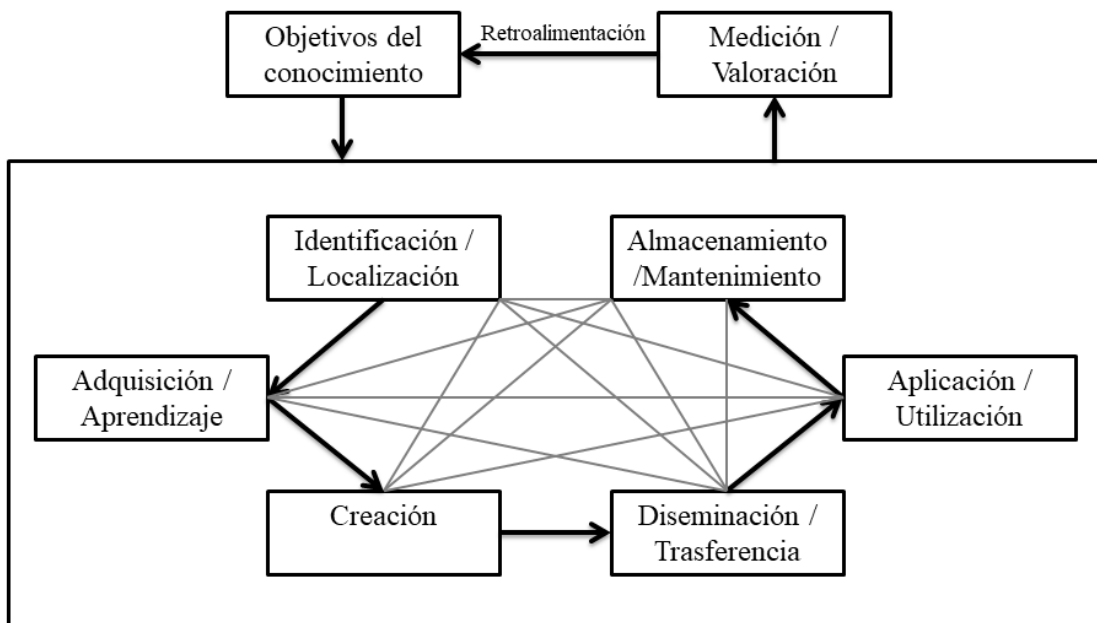 Objetivos del
conocimiento
Retroalimentación
Medición /
Valoración
Identificación /
Localización
Almacenamiento
/Mantenimiento
Adquisición /
Aprendizaje
Aplicación /
Utilización
Creación
Diseminación /
Trasferencia